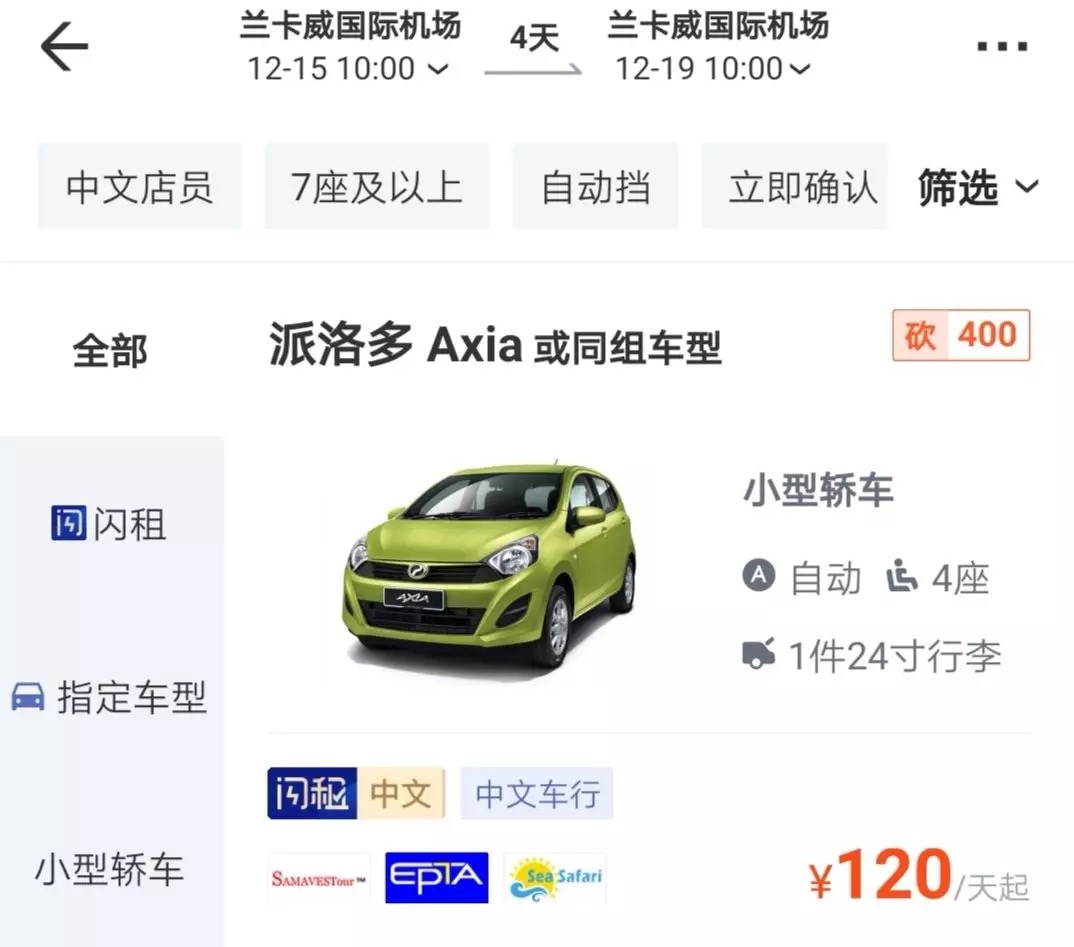 兰卡威国际机场 4天 兰卡威国际机场
12-15 10:00 12-19 10:00
中文店员 7座及以上 自动挡 立即确认 筛选
全部
闪租
指定车型
小型轿车
派洛多 Axia 或同组车型 砍 400
AXIA
小型轿车
A 自动 4座
1件24寸行李
闪租 中文 中文车行
SAMAVESTour™ EPTA Sea Safari
¥120/天起